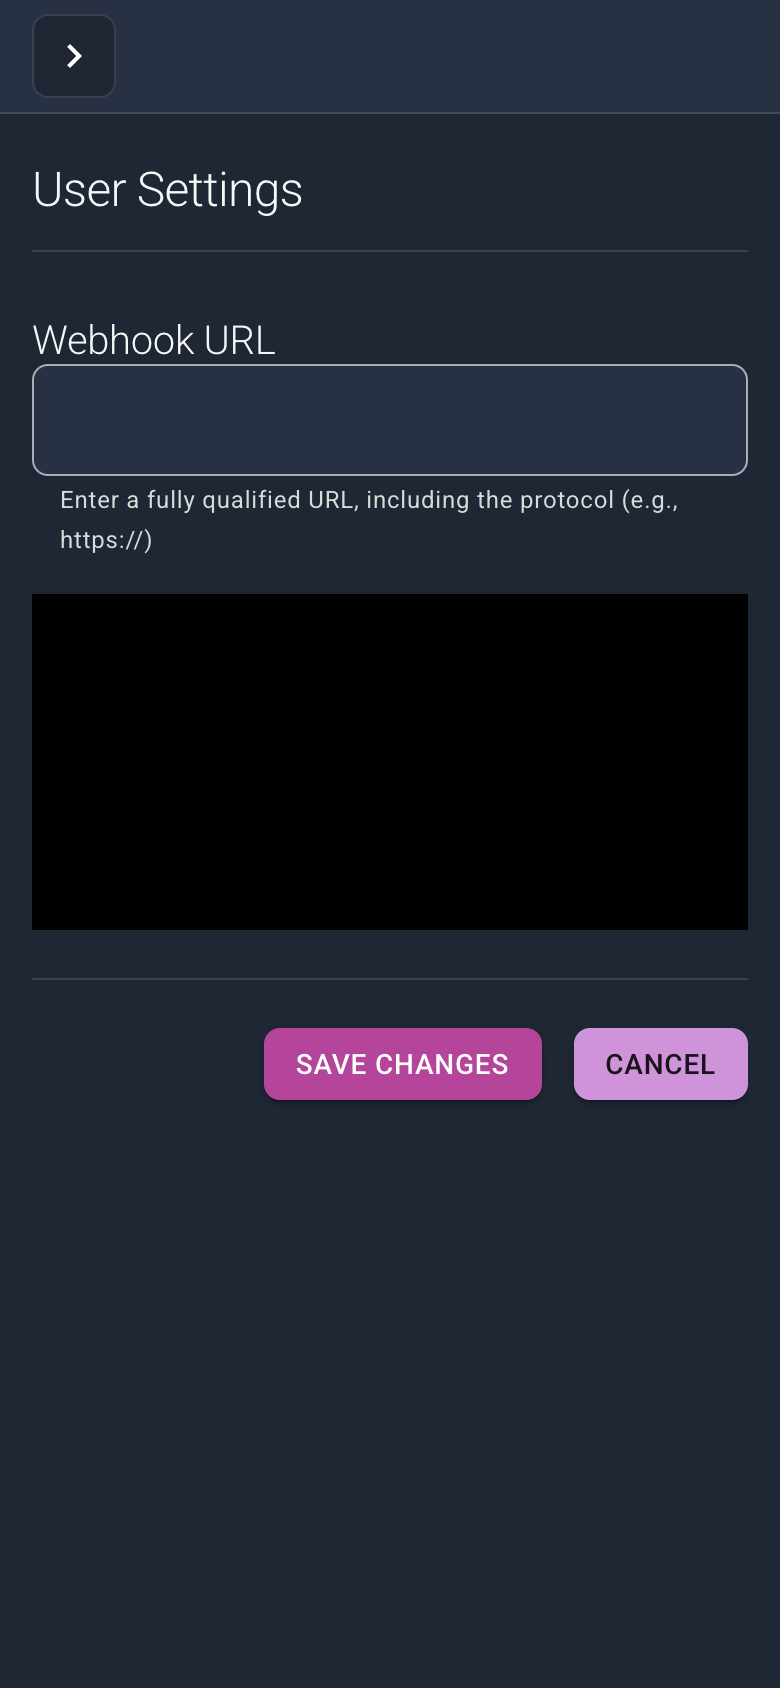 User Settings
Webhook URL
Enter a fully qualified URL, including the protocol (e.g.,
https://)
SAVE CHANGES
CANCEL